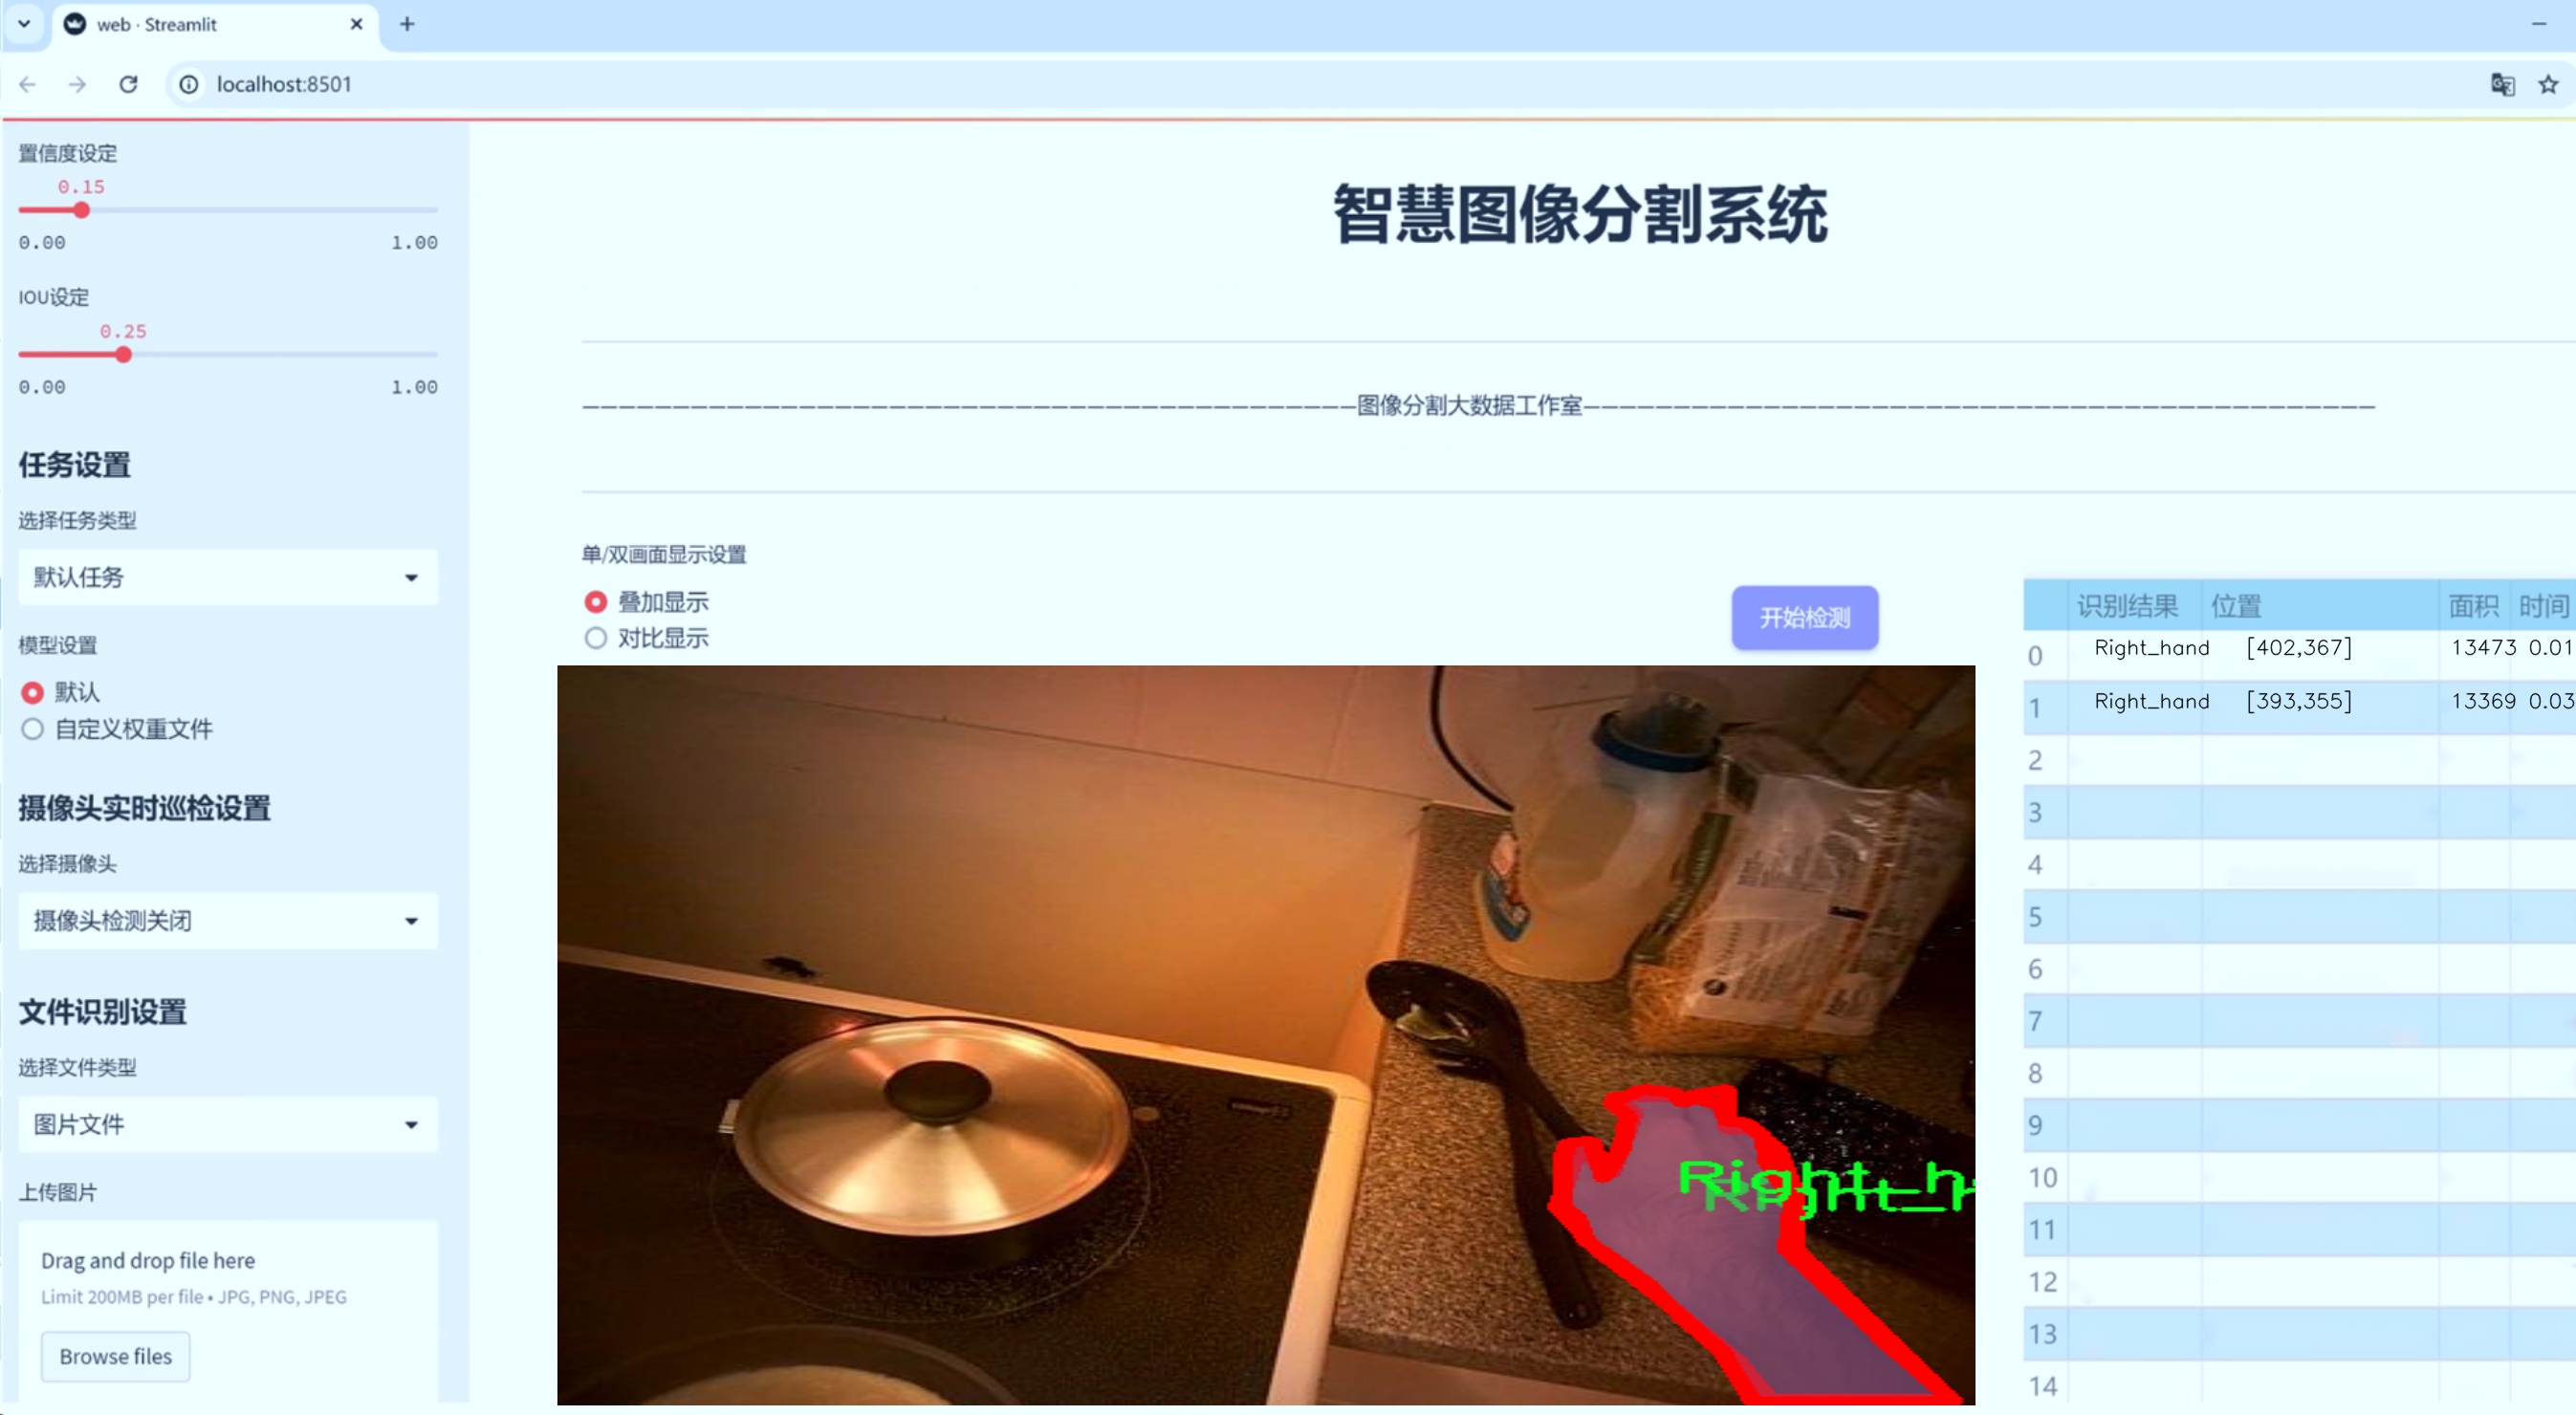 web · Streamlit
localhost:8501
置信度设定
0.15
0.00 1.00
IOU设定
0.25
0.00 1.00
任务设置
选择任务类型
默认任务
模型设置
默认
自定义权重文件
摄像头实时巡检设置
选择摄像头
摄像头检测关闭
文件识别设置
选择文件类型
图片文件
上传图片
Drag and drop file here
Limit 200MB per file • JPG, PNG, JPEG
Browse files
智慧图像分割系统
———图像分割大数据工作室———
单/双画面显示设置
叠加显示
对比显示
开始检测
Right_h
识别结果 位置 面积 时间
0 Right_hand [402,367] 13473 0.01
1 Right_hand [393,355] 13369 0.03
2
3
4
5
6
7
8
9
10
11
12
13
14